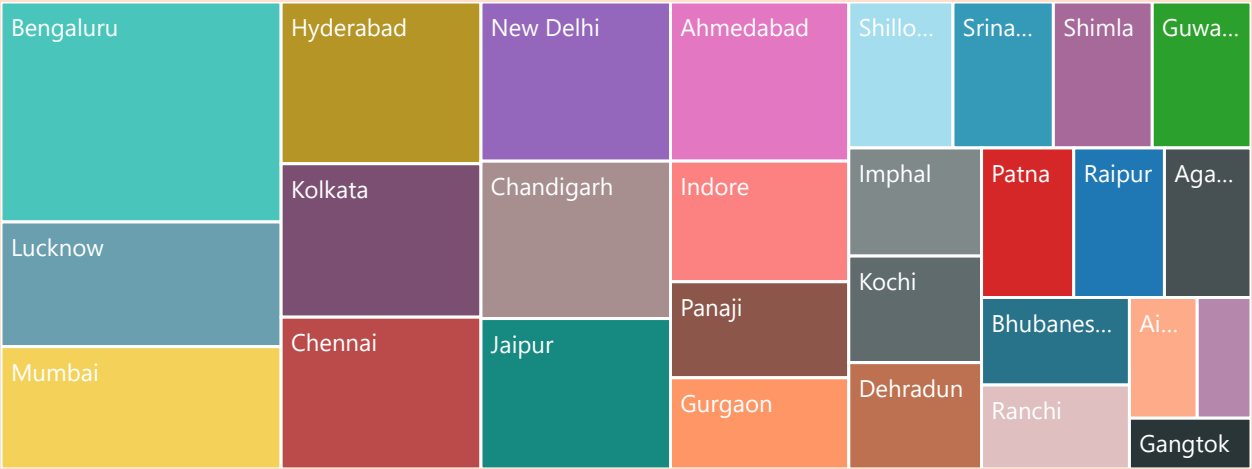 Bengaluru
Lucknow
Mumbai
Hyderabad
Kolkata
Chennai
New Delhi
Chandigarh
Jaipur
Ahmedabad
Indore
Panaji
Gurgaon
Shillo...
Srina...
Shimla
Guwa...
Imphal
Kochi
Dehradun
Patna
Raipur
Aga...
Bhubanes...
Ranchi
Ai...
Gangtok